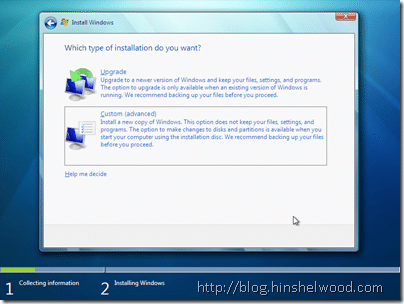 Install Windows
Which type of installation do you want?
Upgrade
Upgrade to a newer version of Windows and keep your files, settings, and programs.
The option to upgrade is only available when an existing version of Windows is
running. We recommend backing up your files before you proceed.
Custom (advanced)
Install a new copy of Windows. This option does not keep your files, settings, and
programs. The option to make changes to disks and partitions is available when you
start your computer using the installation disc. We recommend backing up your files
before you proceed.
Help me decide
1 Collecting information 2 Installing Windows
http://blog.hinshelwood.com